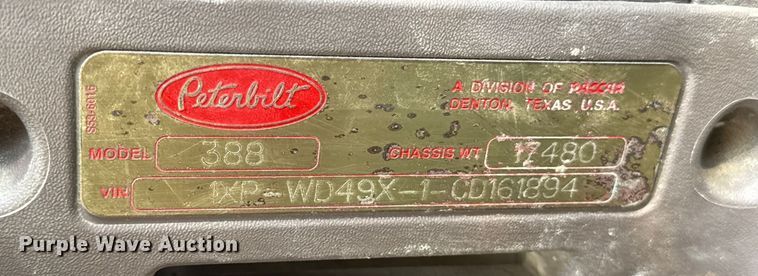 Peterbilt
A DIVISION OF PACCAR
DENTON, TEXAS U.S.A.
MODEL 388 CHASSIS WT 17480
VIN 1XP-WD49X-1-CD161894
Purple Wave Auction